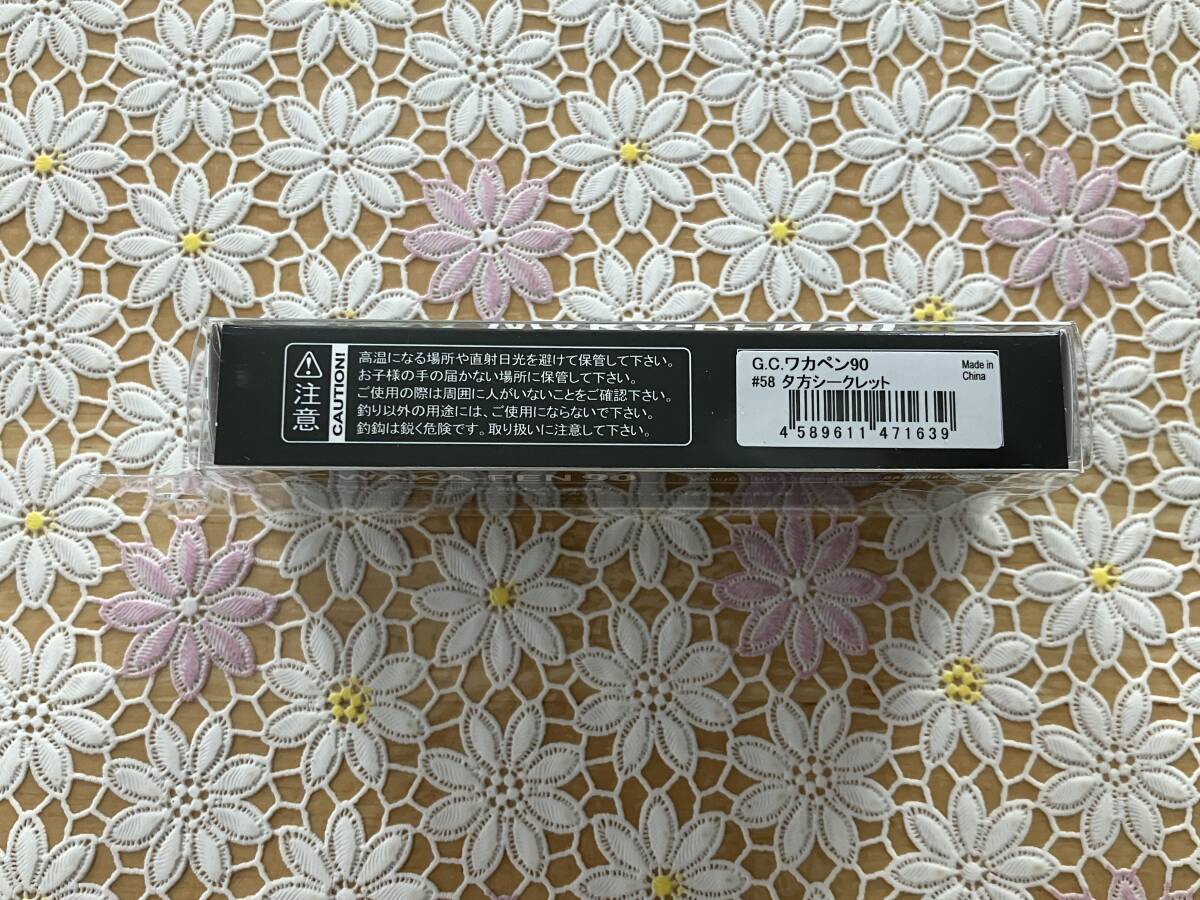 注意
CAUTION!
高温になる場所や直射日光を避けて保管して下さい。
お子様の手の届かない場所に保管して下さい。
ご使用の際は周囲に人がいないことをご確認下さい。
釣り以外の用途には、ご使用にならないで下さい。
釣鈎は鋭く危険です。取り扱いに注意して下さい。
G.C.ワカペン90
Made in
China
#58 夕方シークレット
4 589611 471639
WAKA-PEN 90